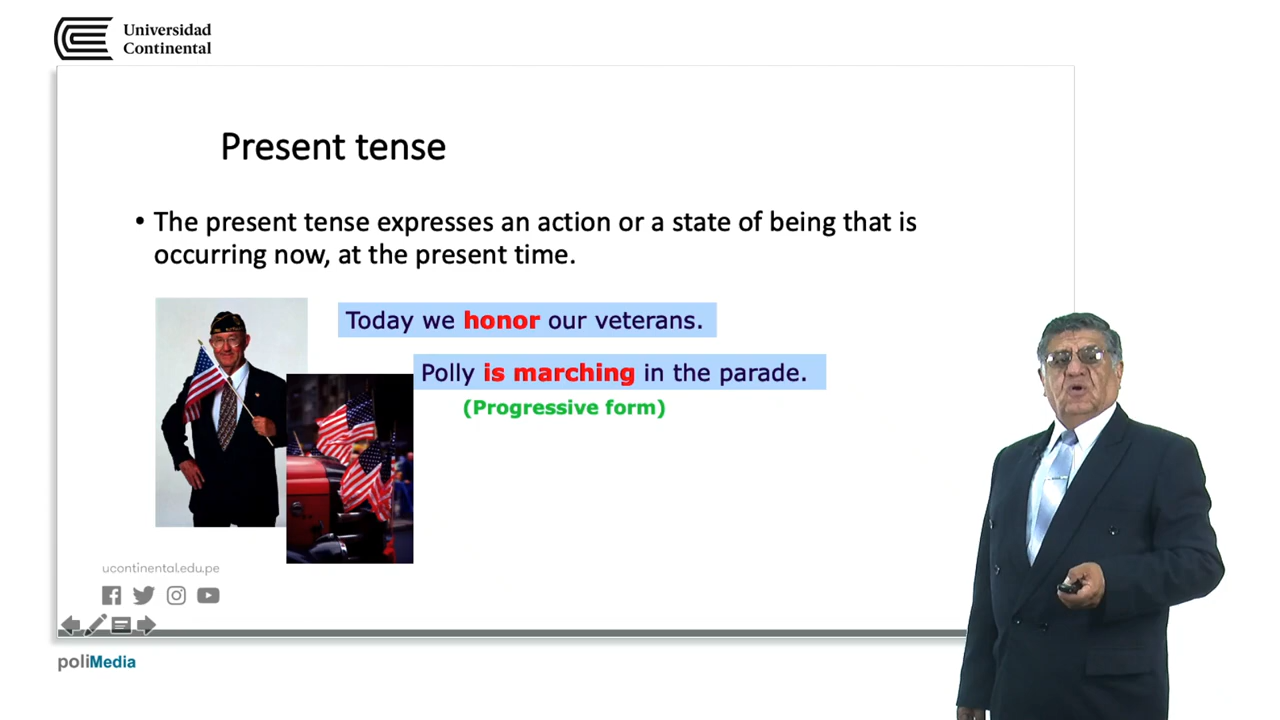 Universidad
Continental
Present tense
• The present tense expresses an action or a state of being that is
occurring now, at the present time.
Today we honor our veterans.
Polly is marching in the parade.
(Progressive form)
ucontinental.edu.pe
poliMedia